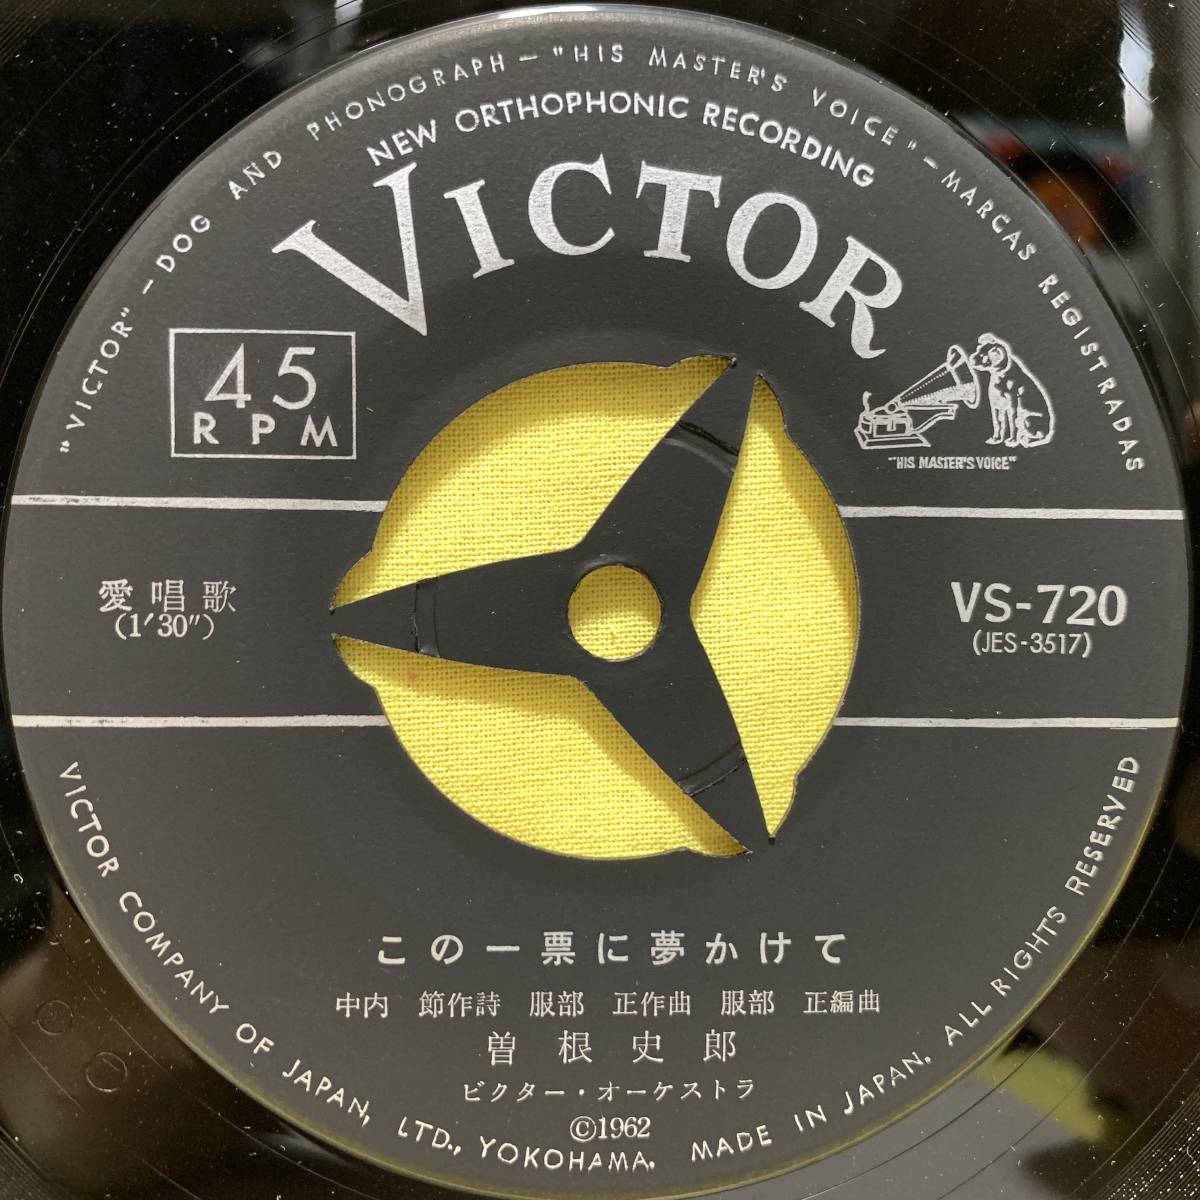 "VICTOR" — DOG AND PHONOGRAPH — "HIS MASTER'S VOICE" — MARCAS REGISTRADAS
NEW ORTHOPHONIC RECORDING
VICTOR
45
RPM
"HIS MASTER'S VOICE"
愛唱歌
(1′30″)
VS-720
(JES-3517)
この一票に夢かけて
中内 節作詩 服部 正作曲 服部 正編曲
曽根史郎
ビクター・オーケストラ
©1962
VICTOR COMPANY OF JAPAN, LTD., YOKOHAMA. MADE IN JAPAN. ALL RIGHTS RESERVED